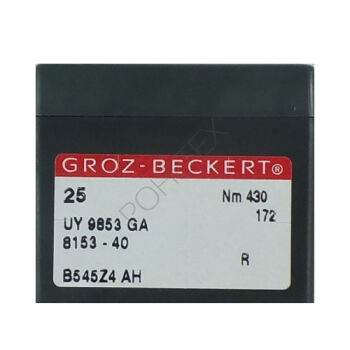 GROZ-BECKERT®
25 Nm 430
172
UY 9853 GA
8153 - 40
R
B545Z4 AH